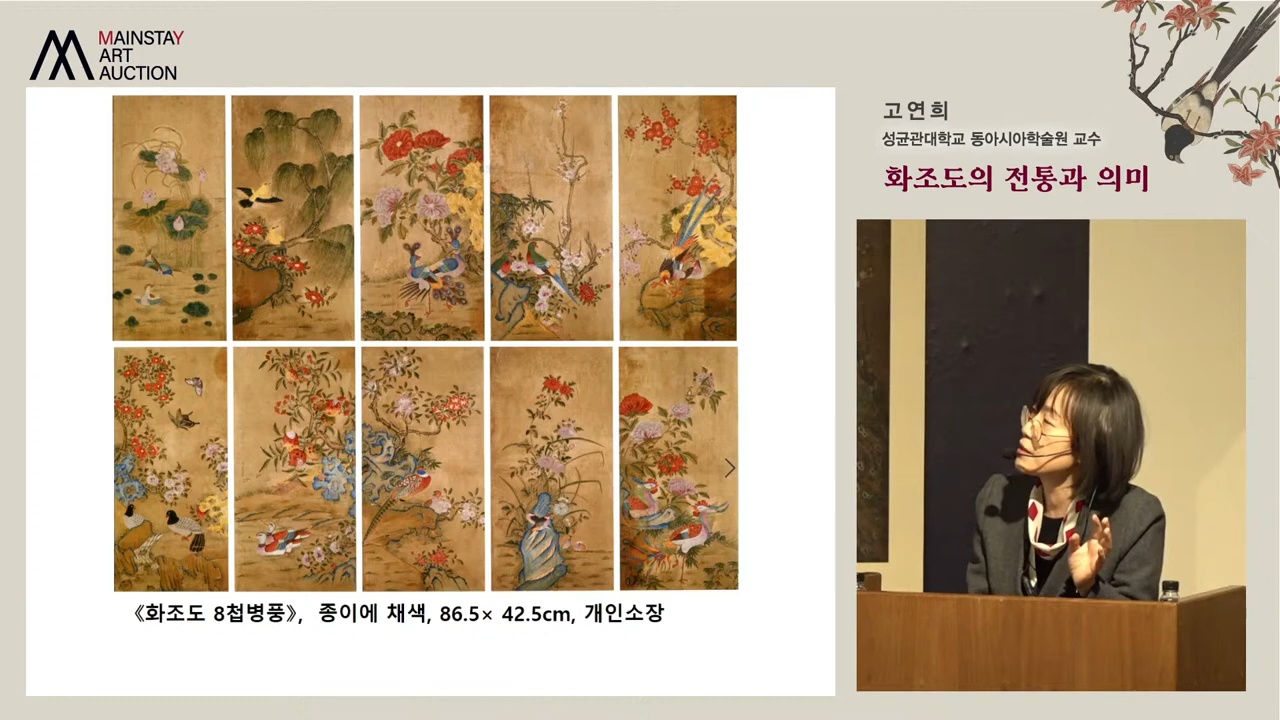 MAINSTAY
ART
AUCTION
고연희
성균관대학교 동아시아학술원 교수
화조도의 전통과 의미
《화조도 8첩병풍》, 종이에 채색, 86.5× 42.5cm, 개인소장